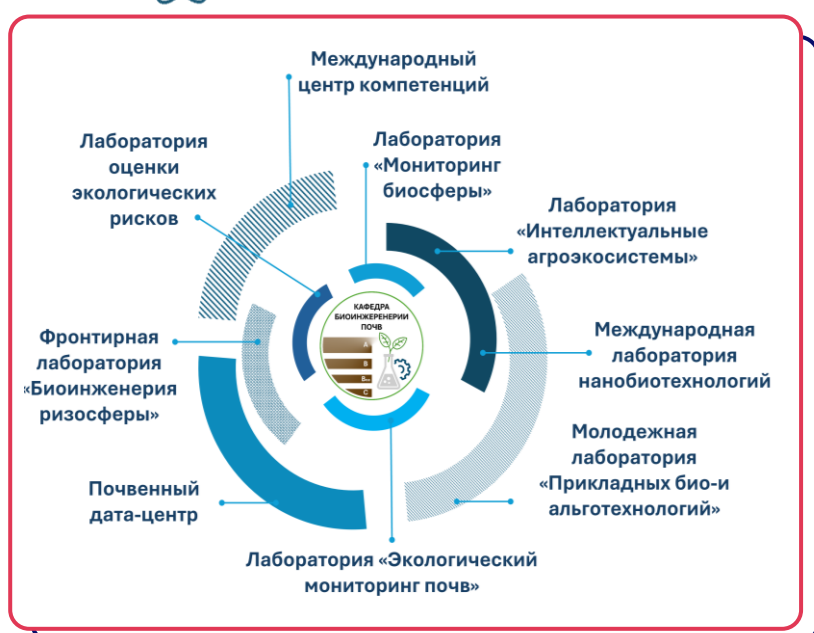 Международный
центр компетенций
Лаборатория
оценки
экологических
рисков
Лаборатория
«Мониторинг
биосферы»
Лаборатория
«Интеллектуальные
агроэкосистемы»
КАФЕДРА
БИОИНЖЕРЕНЕРИИ
ПОЧВ
A
B
C
Фронтирная
лаборатория
«Биоинженерия
ризосферы»
Международная
лаборатория
нанобиотехнологий
Молодежная
лаборатория
«Прикладных био-и
альготехнологий»
Почвенный
дата-центр
Лаборатория «Экологический
мониторинг почв»